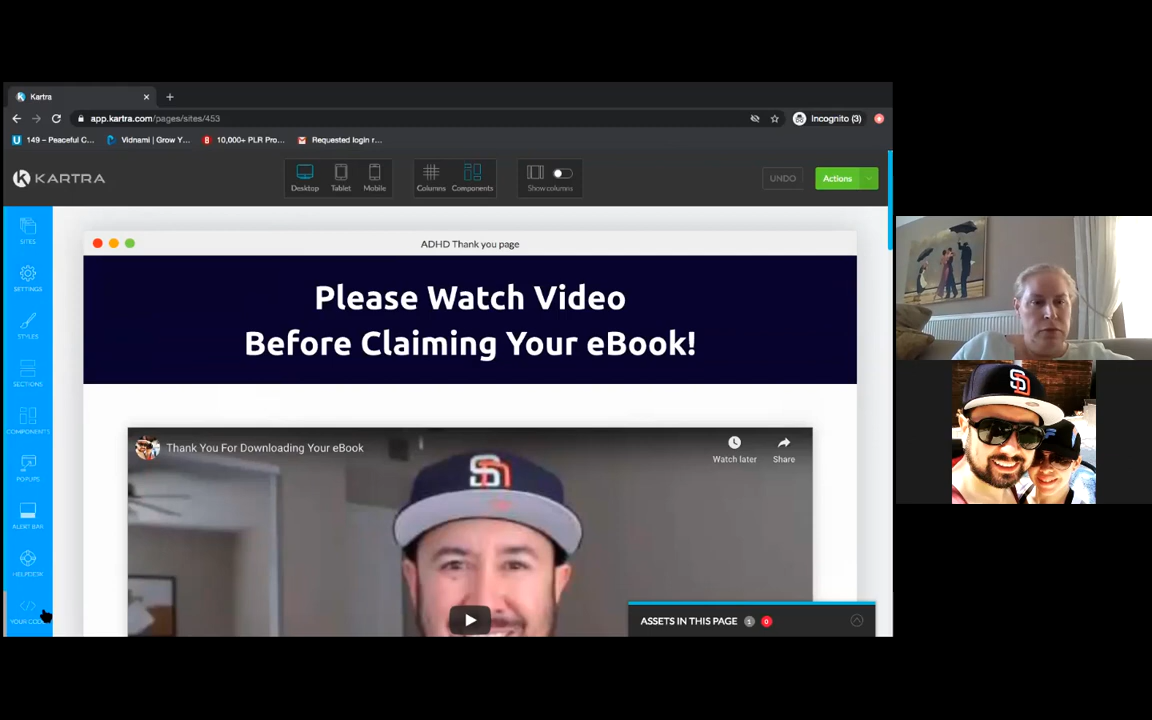 Kartra
app.kartra.com/pages/sites/453
Incognito (3)
149 – Peaceful C...
Vidnami | Grow Y...
10,000+ PLR Pro...
Requested login r...
KARTRA
Desktop
Tablet
Mobile
Columns
Components
Show columns
UNDO
Actions
SITES
SETTINGS
STYLES
SECTIONS
COMPONENTS
POPUPS
ALERT BAR
HELPDESK
YOUR CODE
ADHD Thank you page
Please Watch Video
Before Claiming Your eBook!
Thank You For Downloading Your eBook
Watch later
Share
ASSETS IN THIS PAGE 1 0